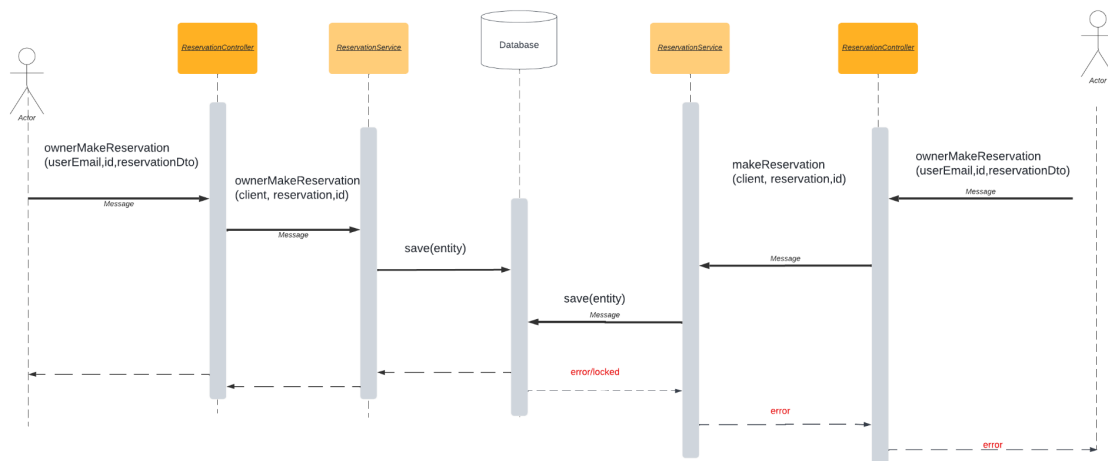 ReservationController
ReservationService
Database
ReservationService
ReservationController
Actor
Actor
ownerMakeReservation
(userEmail,id,reservationDto)
Message
ownerMakeReservation
(client, reservation,id)
Message
save(entity)
makeReservation
(client, reservation,id)
Message
ownerMakeReservation
(userEmail,id,reservationDto)
Message
save(entity)
Message
error/locked
error
error